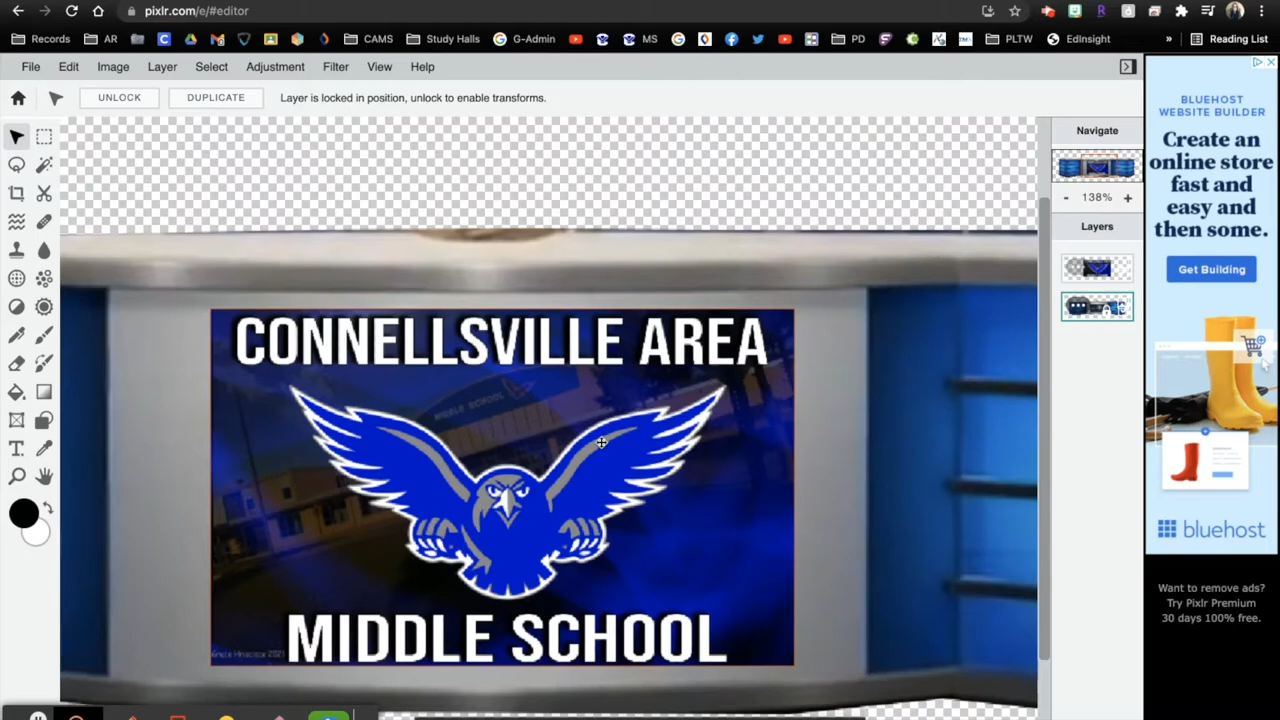 pixlr.com/e/#editor
Records
AR
CAMS
Study Halls
G-Admin
MS
PD
PLTW
EdInsight
»
Reading List
File Edit Image Layer Select Adjustment Filter View Help
UNLOCK
DUPLICATE
Layer is locked in position, unlock to enable transforms.
Navigate
- 138% +
Layers
CONNELLSVILLE AREA
MIDDLE SCHOOL
MIDDLE SCHOOL
BLUEHOST
WEBSITE BUILDER
Create an
online store
fast and
easy and
then some.
Get Building
bluehost
Want to remove ads?
Try Pixlr Premium
30 days 100% free.